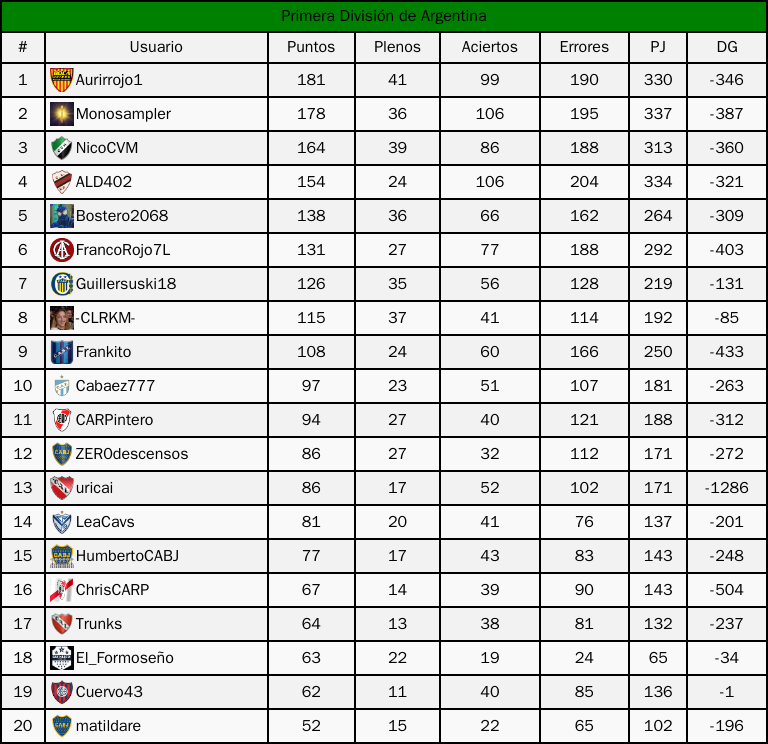 Primera División de Argentina
# Usuario Puntos Plenos Aciertos Errores PJ DG
1 Aurirrojo1 181 41 99 190 330 -346
2 Monosampler 178 36 106 195 337 -387
3 NicoCVM 164 39 86 188 313 -360
4 ALD402 154 24 106 204 334 -321
5 Bostero2068 138 36 66 162 264 -309
6 FrancoRojo7L 131 27 77 188 292 -403
7 Guillersuski18 126 35 56 128 219 -131
8 -CLRKM- 115 37 41 114 192 -85
9 Frankito 108 24 60 166 250 -433
10 Cabaez777 97 23 51 107 181 -263
11 CARPintero 94 27 40 121 188 -312
12 ZER0descensos 86 27 32 112 171 -272
13 uricai 86 17 52 102 171 -1286
14 LeaCavs 81 20 41 76 137 -201
15 HumbertoCABJ 77 17 43 83 143 -248
16 ChrisCARP 67 14 39 90 143 -504
17 Trunks 64 13 38 81 132 -237
18 El_Formoseño 63 22 19 24 65 -34
19 Cuervo43 62 11 40 85 136 -1
20 matildare 52 15 22 65 102 -196